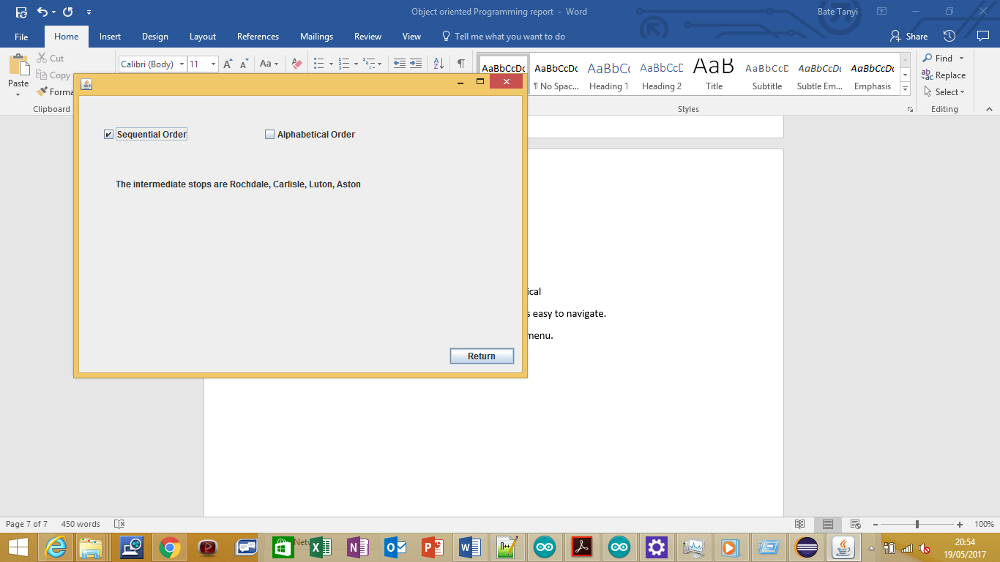 Object oriented Programming report - Word
Bate Tanyi
File Home Insert Design Layout References Mailings Review View Tell me what you want to do Share
Cut
Copy
Paste
Forma
Clipboard
Calibri (Body) 11 Aa
AaBbCcDc AaBbCcDc AaBbCc AaBbCcD AaB AaBbCcD AaBbCcDc AaBbCcDc
¶ No Spac... Heading 1 Heading 2 Title Subtitle Subtle Em... Emphasis
Styles
Find
Replace
Select
Editing
Sequential Order Alphabetical Order
The intermediate stops are Rochdale, Carlisle, Luton, Aston
Return
ical
s easy to navigate.
menu.
Page 7 of 7 450 words 100%
20:54
19/05/2017